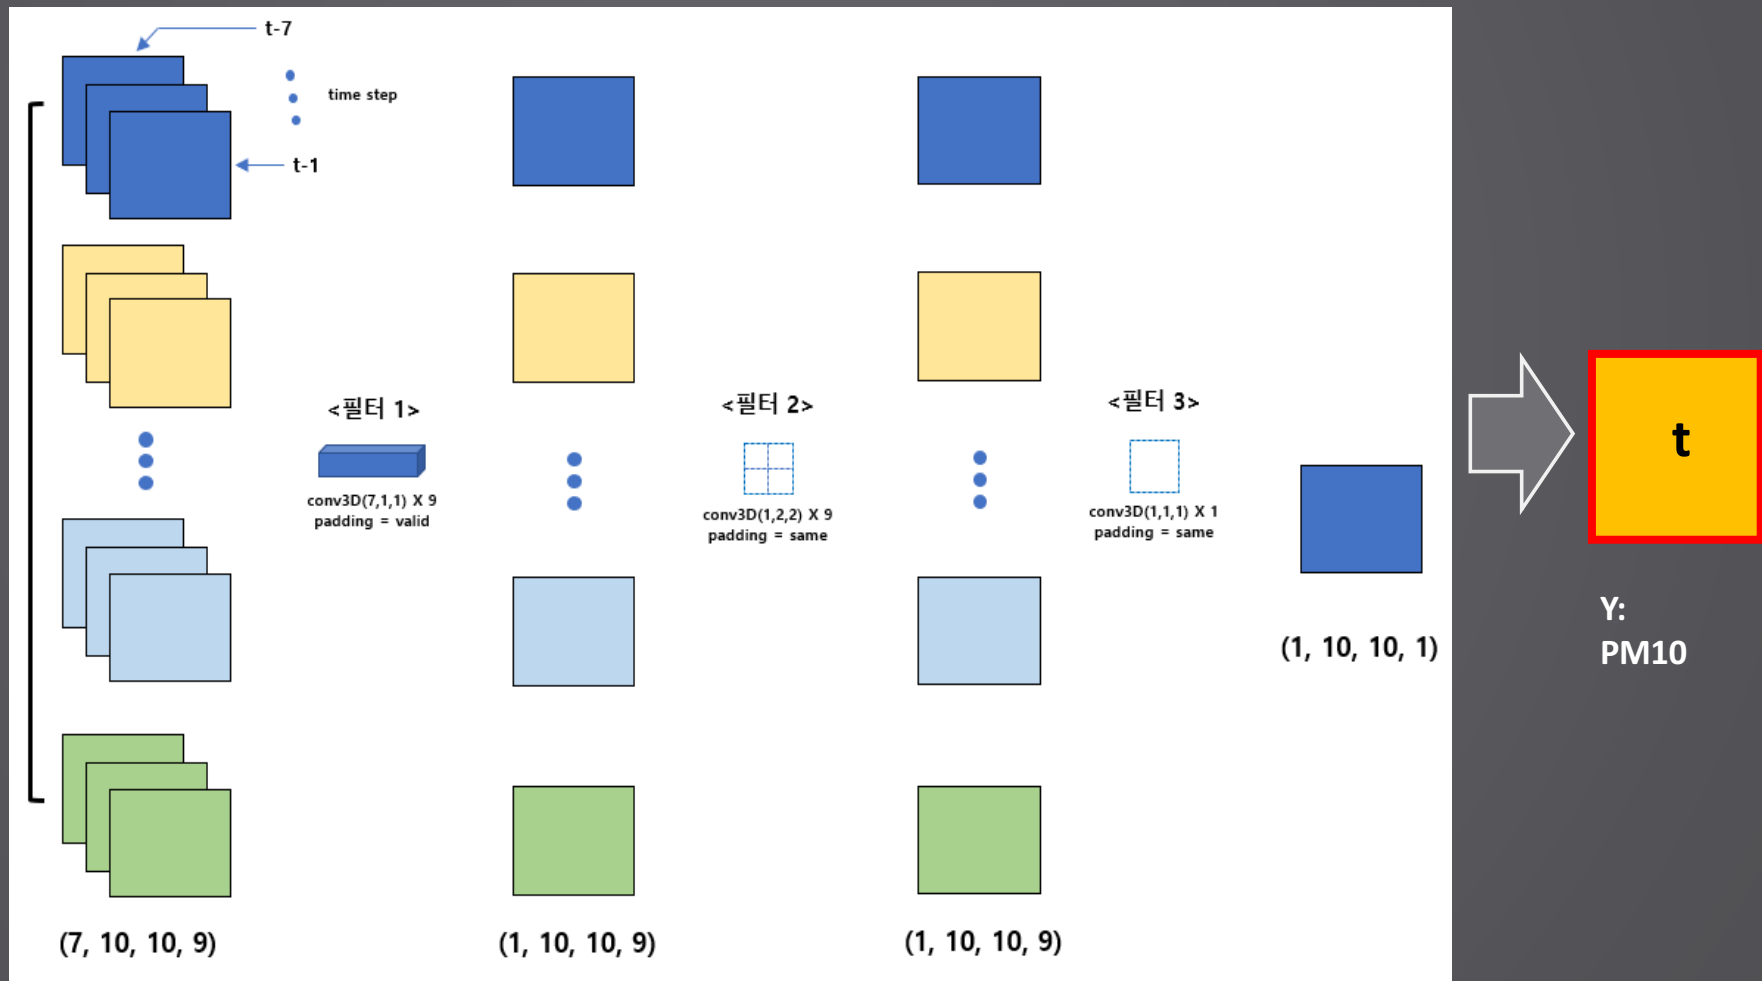 t-7
time step
t-1
<필터 1>
conv3D(7,1,1) X 9
padding = valid
<필터 2>
conv3D(1,2,2) X 9
padding = same
<필터 3>
conv3D(1,1,1) X 1
padding = same
(7, 10, 10, 9)
(1, 10, 10, 9)
(1, 10, 10, 9)
(1, 10, 10, 1)
t
Y:
PM10